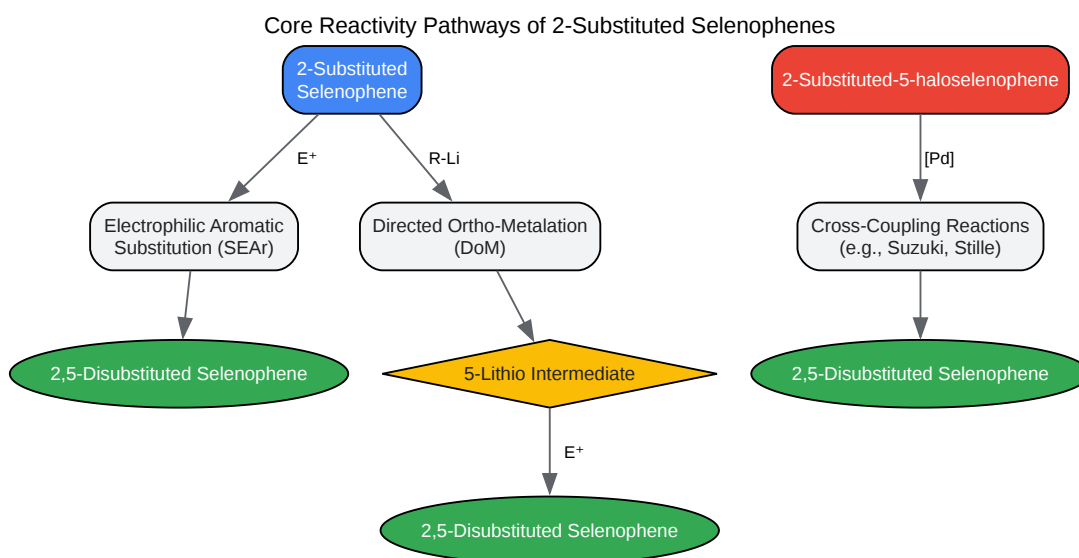 Core Reactivity Pathways of 2-Substituted Selenophenes
2-Substituted
Selenophene
2-Substituted-5-haloselenophene
E⁺
R-Li
[Pd]
Electrophilic Aromatic
Substitution (SEAr)
Directed Ortho-Metalation
(DoM)
Cross-Coupling Reactions
(e.g., Suzuki, Stille)
2,5-Disubstituted Selenophene
5-Lithio Intermediate
2,5-Disubstituted Selenophene
E⁺
2,5-Disubstituted Selenophene